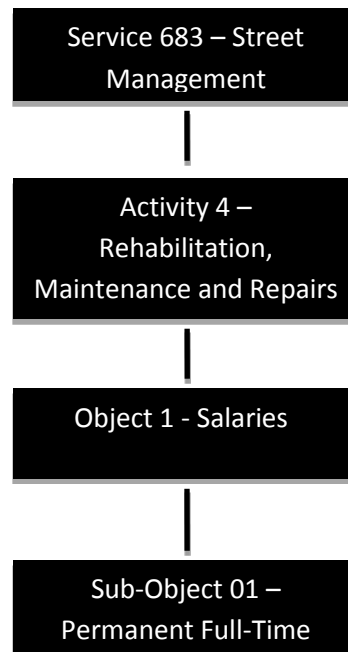 Service 683 – Street
Management
Activity 4 –
Rehabilitation,
Maintenance and Repairs
Object 1 - Salaries
Sub-Object 01 –
Permanent Full-Time